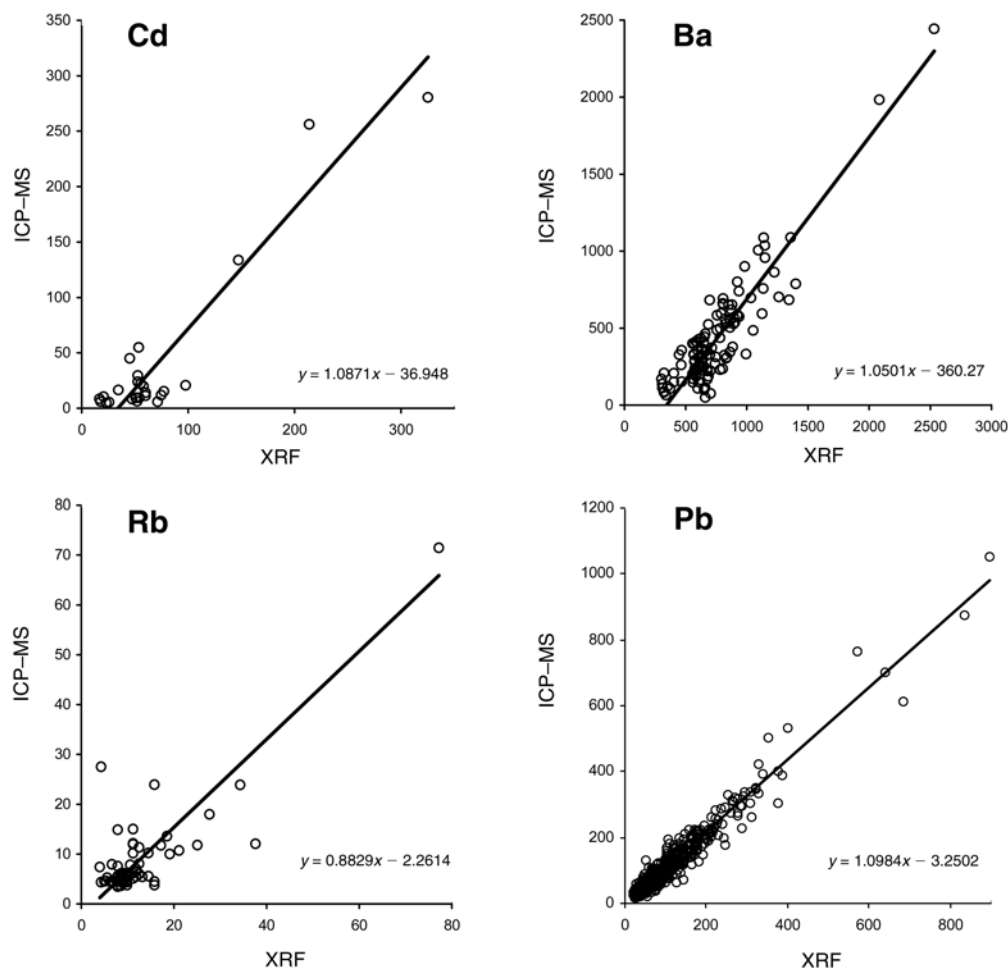 Cd
350
300
250
200
150
100
50
0
ICP–MS
0 100 200 300
XRF
y = 1.0871x − 36.948
Ba
2500
2000
1500
1000
500
0
ICP–MS
0 500 1000 1500 2000 2500 3000
XRF
y = 1.0501x − 360.27
Rb
80
70
60
50
40
30
20
10
0
ICP–MS
0 20 40 60 80
XRF
y = 0.8829x − 2.2614
Pb
1200
1000
800
600
400
200
0
ICP–MS
0 200 400 600 800
XRF
y = 1.0984x − 3.2502